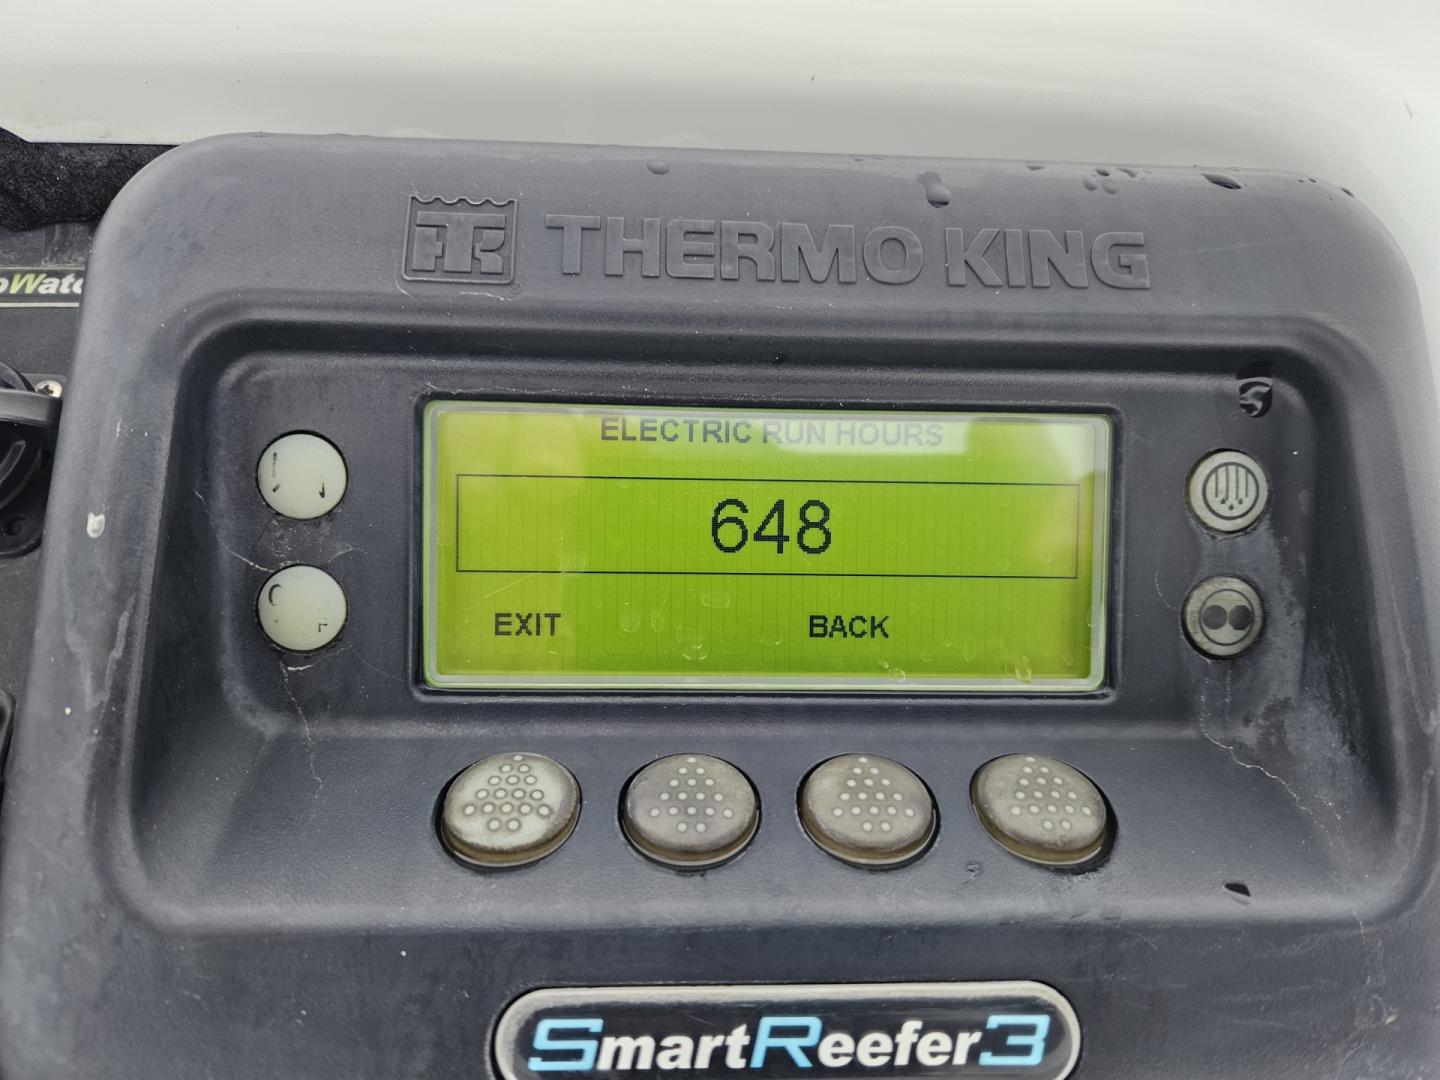 THERMO KING
ELECTRIC RUN HOURS
648
EXIT BACK
SmartReefer3